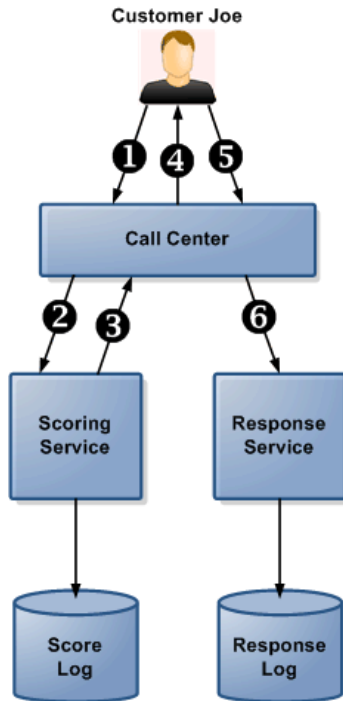 Customer Joe
1
4
5
Call Center
2
3
6
Scoring
Service
Response
Service
Score
Log
Response
Log